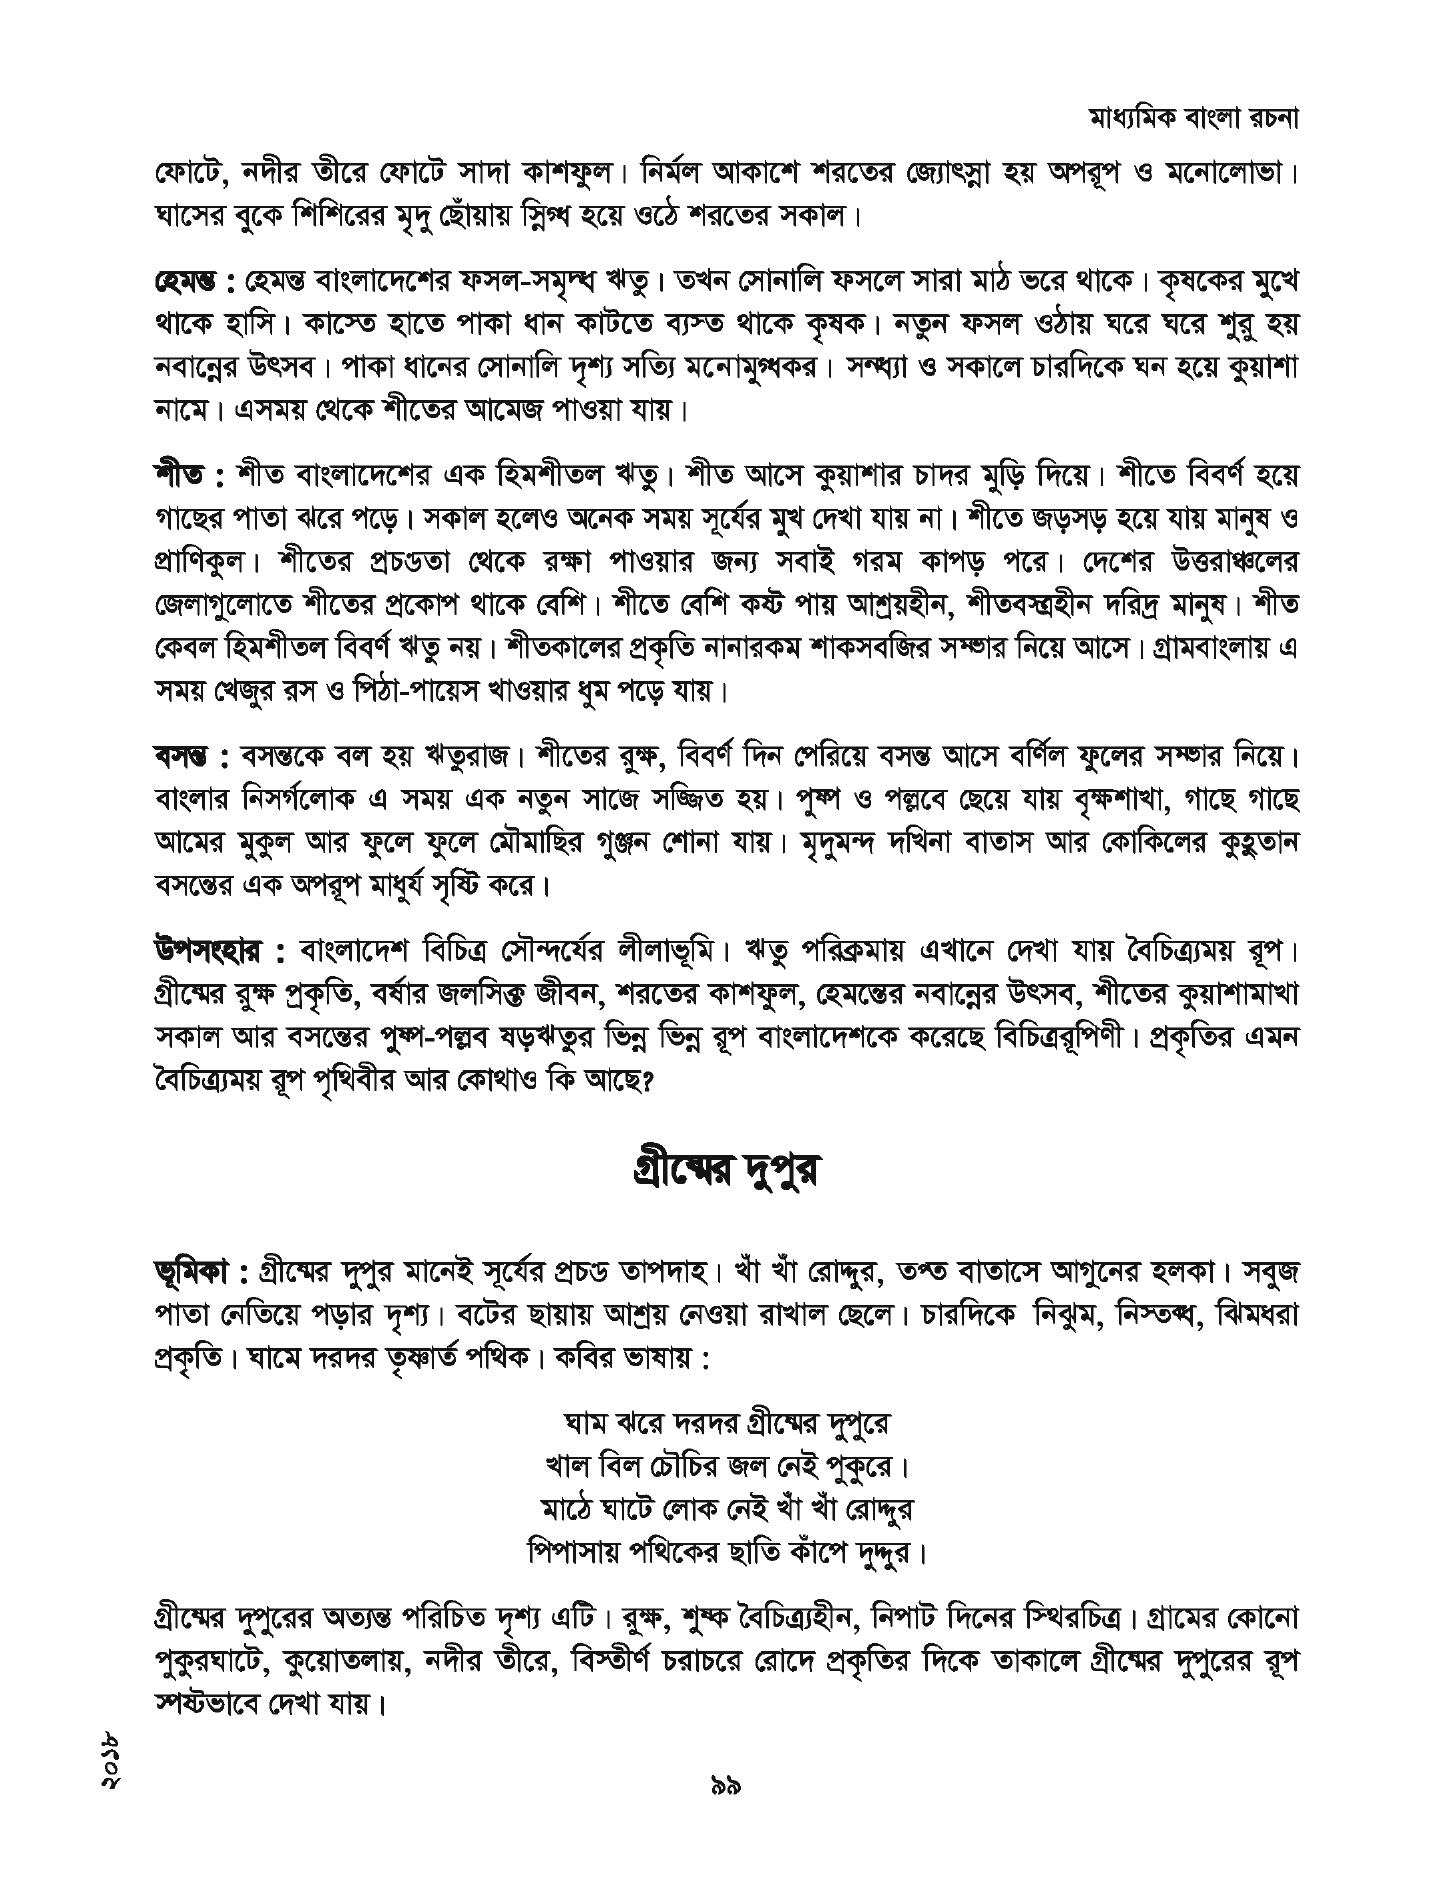 মাধ্যমিক বাংলা রচনা
ফোটে, নদীর তীরে ফোটে সাদা কাশফুল। নির্মল আকাশে শরতের জ্যোৎস্না হয় অপরূপ ও মনোলোভা।
ঘাসের বুকে শিশিরের মৃদু ছোঁয়ায় স্নিগ্ধ হয়ে ওঠে শরতের সকাল।
হেমন্ত : হেমন্ত বাংলাদেশের ফসল-সমৃদ্ধ ঋতু। তখন সোনালি ফসলে সারা মাঠ ভরে থাকে। কৃষকের মুখে
থাকে হাসি। কাস্তে হাতে পাকা ধান কাটতে ব্যস্ত থাকে কৃষক। নতুন ফসল ওঠায় ঘরে ঘরে শুরু হয়
নবান্নের উৎসব। পাকা ধানের সোনালি দৃশ্য সত্যি মনোমুগ্ধকর। সন্ধ্যা ও সকালে চারদিকে ঘন হয়ে কুয়াশা
নামে। এসময় থেকে শীতের আমেজ পাওয়া যায়।
শীত : শীত বাংলাদেশের এক হিমশীতল ঋতু। শীত আসে কুয়াশার চাদর মুড়ি দিয়ে। শীতে বিবর্ণ হয়ে
গাছের পাতা ঝরে পড়ে। সকাল হলেও অনেক সময় সূর্যের মুখ দেখা যায় না। শীতে জড়সড় হয়ে যায় মানুষ ও
প্রাণিকুল। শীতের প্রচণ্ডতা থেকে রক্ষা পাওয়ার জন্য সবাই গরম কাপড় পরে। দেশের উত্তরাঞ্চলের
জেলাগুলোতে শীতের প্রকোপ থাকে বেশি। শীতে বেশি কষ্ট পায় আশ্রয়হীন, শীতবস্ত্রহীন দরিদ্র মানুষ। শীত
কেবল হিমশীতল বিবর্ণ ঋতু নয়। শীতকালের প্রকৃতি নানারকম শাকসবজির সম্ভার নিয়ে আসে। গ্রামবাংলায় এ
সময় খেজুর রস ও পিঠা-পায়েস খাওয়ার ধুম পড়ে যায়।
বসন্ত : বসন্তকে বল হয় ঋতুরাজ। শীতের রুক্ষ, বিবর্ণ দিন পেরিয়ে বসন্ত আসে বর্ণিল ফুলের সম্ভার নিয়ে।
বাংলার নিসর্গলোক এ সময় এক নতুন সাজে সজ্জিত হয়। পুষ্প ও পল্লবে ছেয়ে যায় বৃক্ষশাখা, গাছে গাছে
আমের মুকুল আর ফুলে ফুলে মৌমাছির গুঞ্জন শোনা যায়। মৃদুমন্দ দখিনা বাতাস আর কোকিলের কুহুতান
বসন্তের এক অপরূপ মাধুর্য সৃষ্টি করে।
উপসংহার : বাংলাদেশ বিচিত্র সৌন্দর্যের লীলাভূমি। ঋতু পরিক্রমায় এখানে দেখা যায় বৈচিত্র্যময় রূপ।
গ্রীষ্মের রুক্ষ প্রকৃতি, বর্ষার জলসিক্ত জীবন, শরতের কাশফুল, হেমন্তের নবান্নের উৎসব, শীতের কুয়াশামাখা
সকাল আর বসন্তের পুষ্প-পল্লব ষড়ঋতুর ভিন্ন ভিন্ন রূপ বাংলাদেশকে করেছে বিচিত্ররূপিণী। প্রকৃতির এমন
বৈচিত্র্যময় রূপ পৃথিবীর আর কোথাও কি আছে?
গ্রীষ্মের দুপুর
ভূমিকা : গ্রীষ্মের দুপুর মানেই সূর্যের প্রচণ্ড তাপদাহ। খাঁ খাঁ রোদ্দুর, তপ্ত বাতাসে আগুনের হলকা। সবুজ
পাতা নেতিয়ে পড়ার দৃশ্য। বটের ছায়ায় আশ্রয় নেওয়া রাখাল ছেলে। চারদিকে নিঝুম, নিস্তব্ধ, ঝিমধরা
প্রকৃতি। ঘামে দরদর তৃষ্ণার্ত পথিক। কবির ভাষায় :
ঘাম ঝরে দরদর গ্রীষ্মের দুপুরে
খাল বিল চৌচির জল নেই পুকুরে।
মাঠে ঘাটে লোক নেই খাঁ খাঁ রোদ্দুর
পিপাসায় পথিকের ছাতি কাঁপে দুদ্দুর।
গ্রীষ্মের দুপুরের অত্যন্ত পরিচিত দৃশ্য এটি। রুক্ষ, শুষ্ক বৈচিত্র্যহীন, নিপাট দিনের স্থিরচিত্র। গ্রামের কোনো
পুকুরঘাটে, কুয়োতলায়, নদীর তীরে, বিস্তীর্ণ চরাচরে রোদে প্রকৃতির দিকে তাকালে গ্রীষ্মের দুপুরের রূপ
স্পষ্টভাবে দেখা যায়।
২০১৮
৯৯